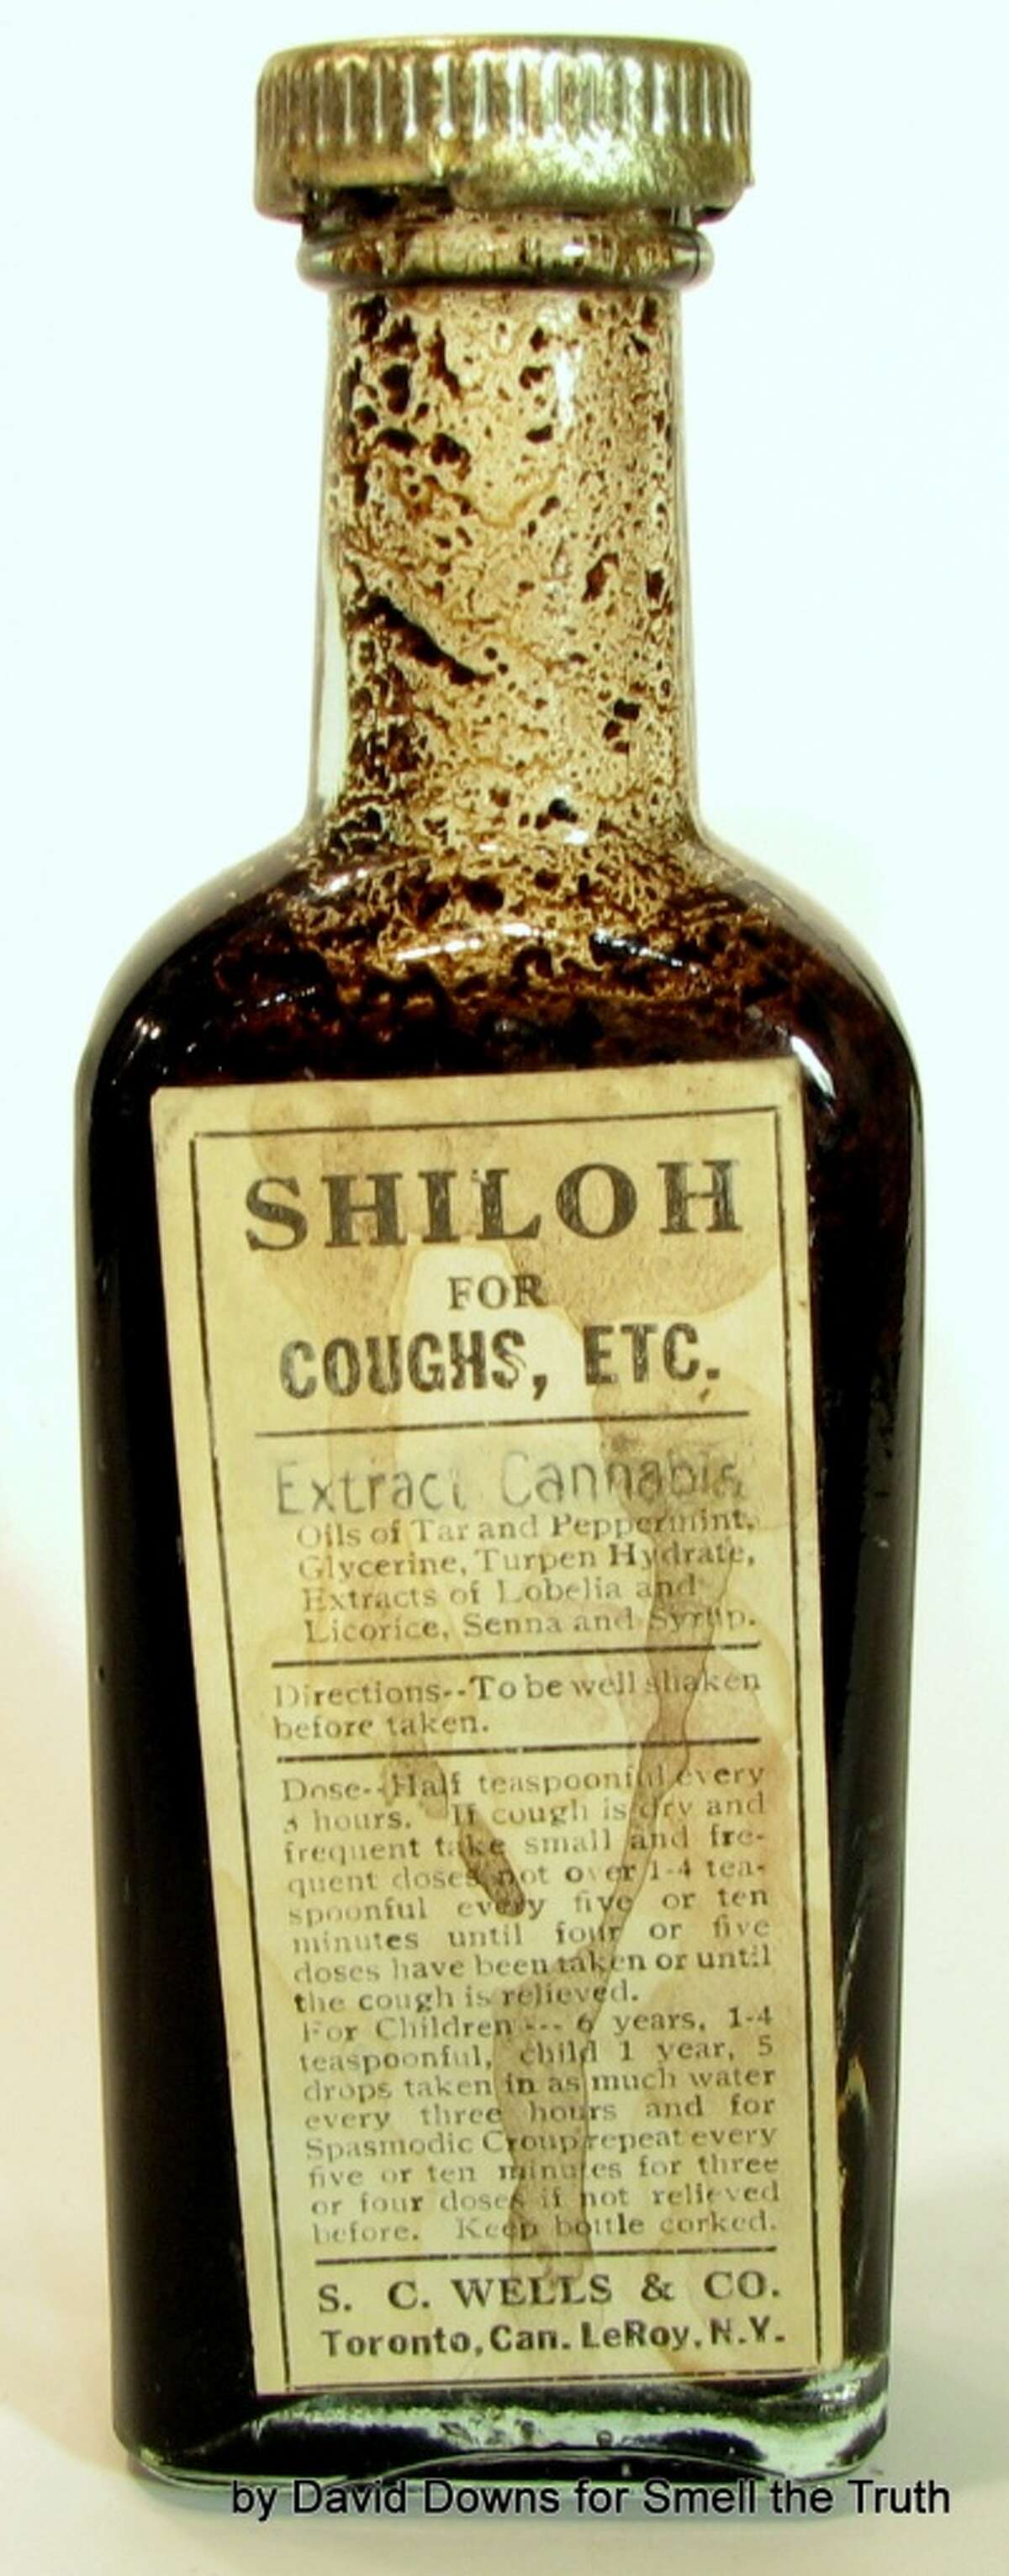 SHILOH
FOR
COUGHS, ETC.
Extract Cannabis
Oils of Tar and Peppermint,
Glycerine, Turpen Hydrate,
Extracts of Lobelia and
Licorice, Senna and Syrup.
Directions--To be well shaken
before taken.
Dose--Half teaspoonful every
3 hours. If cough is dry and
frequent take small and fre-
quent doses not over 1-4 tea-
spoonful every five or ten
minutes until four or five
doses have been taken or until
the cough is relieved.
For Children --- 6 years, 1-4
teaspoonful, child 1 year, 5
drops taken in as much water
every three hours and for
Spasmodic Croup repeat every
five or ten minutes for three
or four doses if not relieved
before. Keep bottle corked.
S. C. WELLS & CO.
Toronto, Can. LeRoy, N.Y.
by David Downs for Smell the Truth